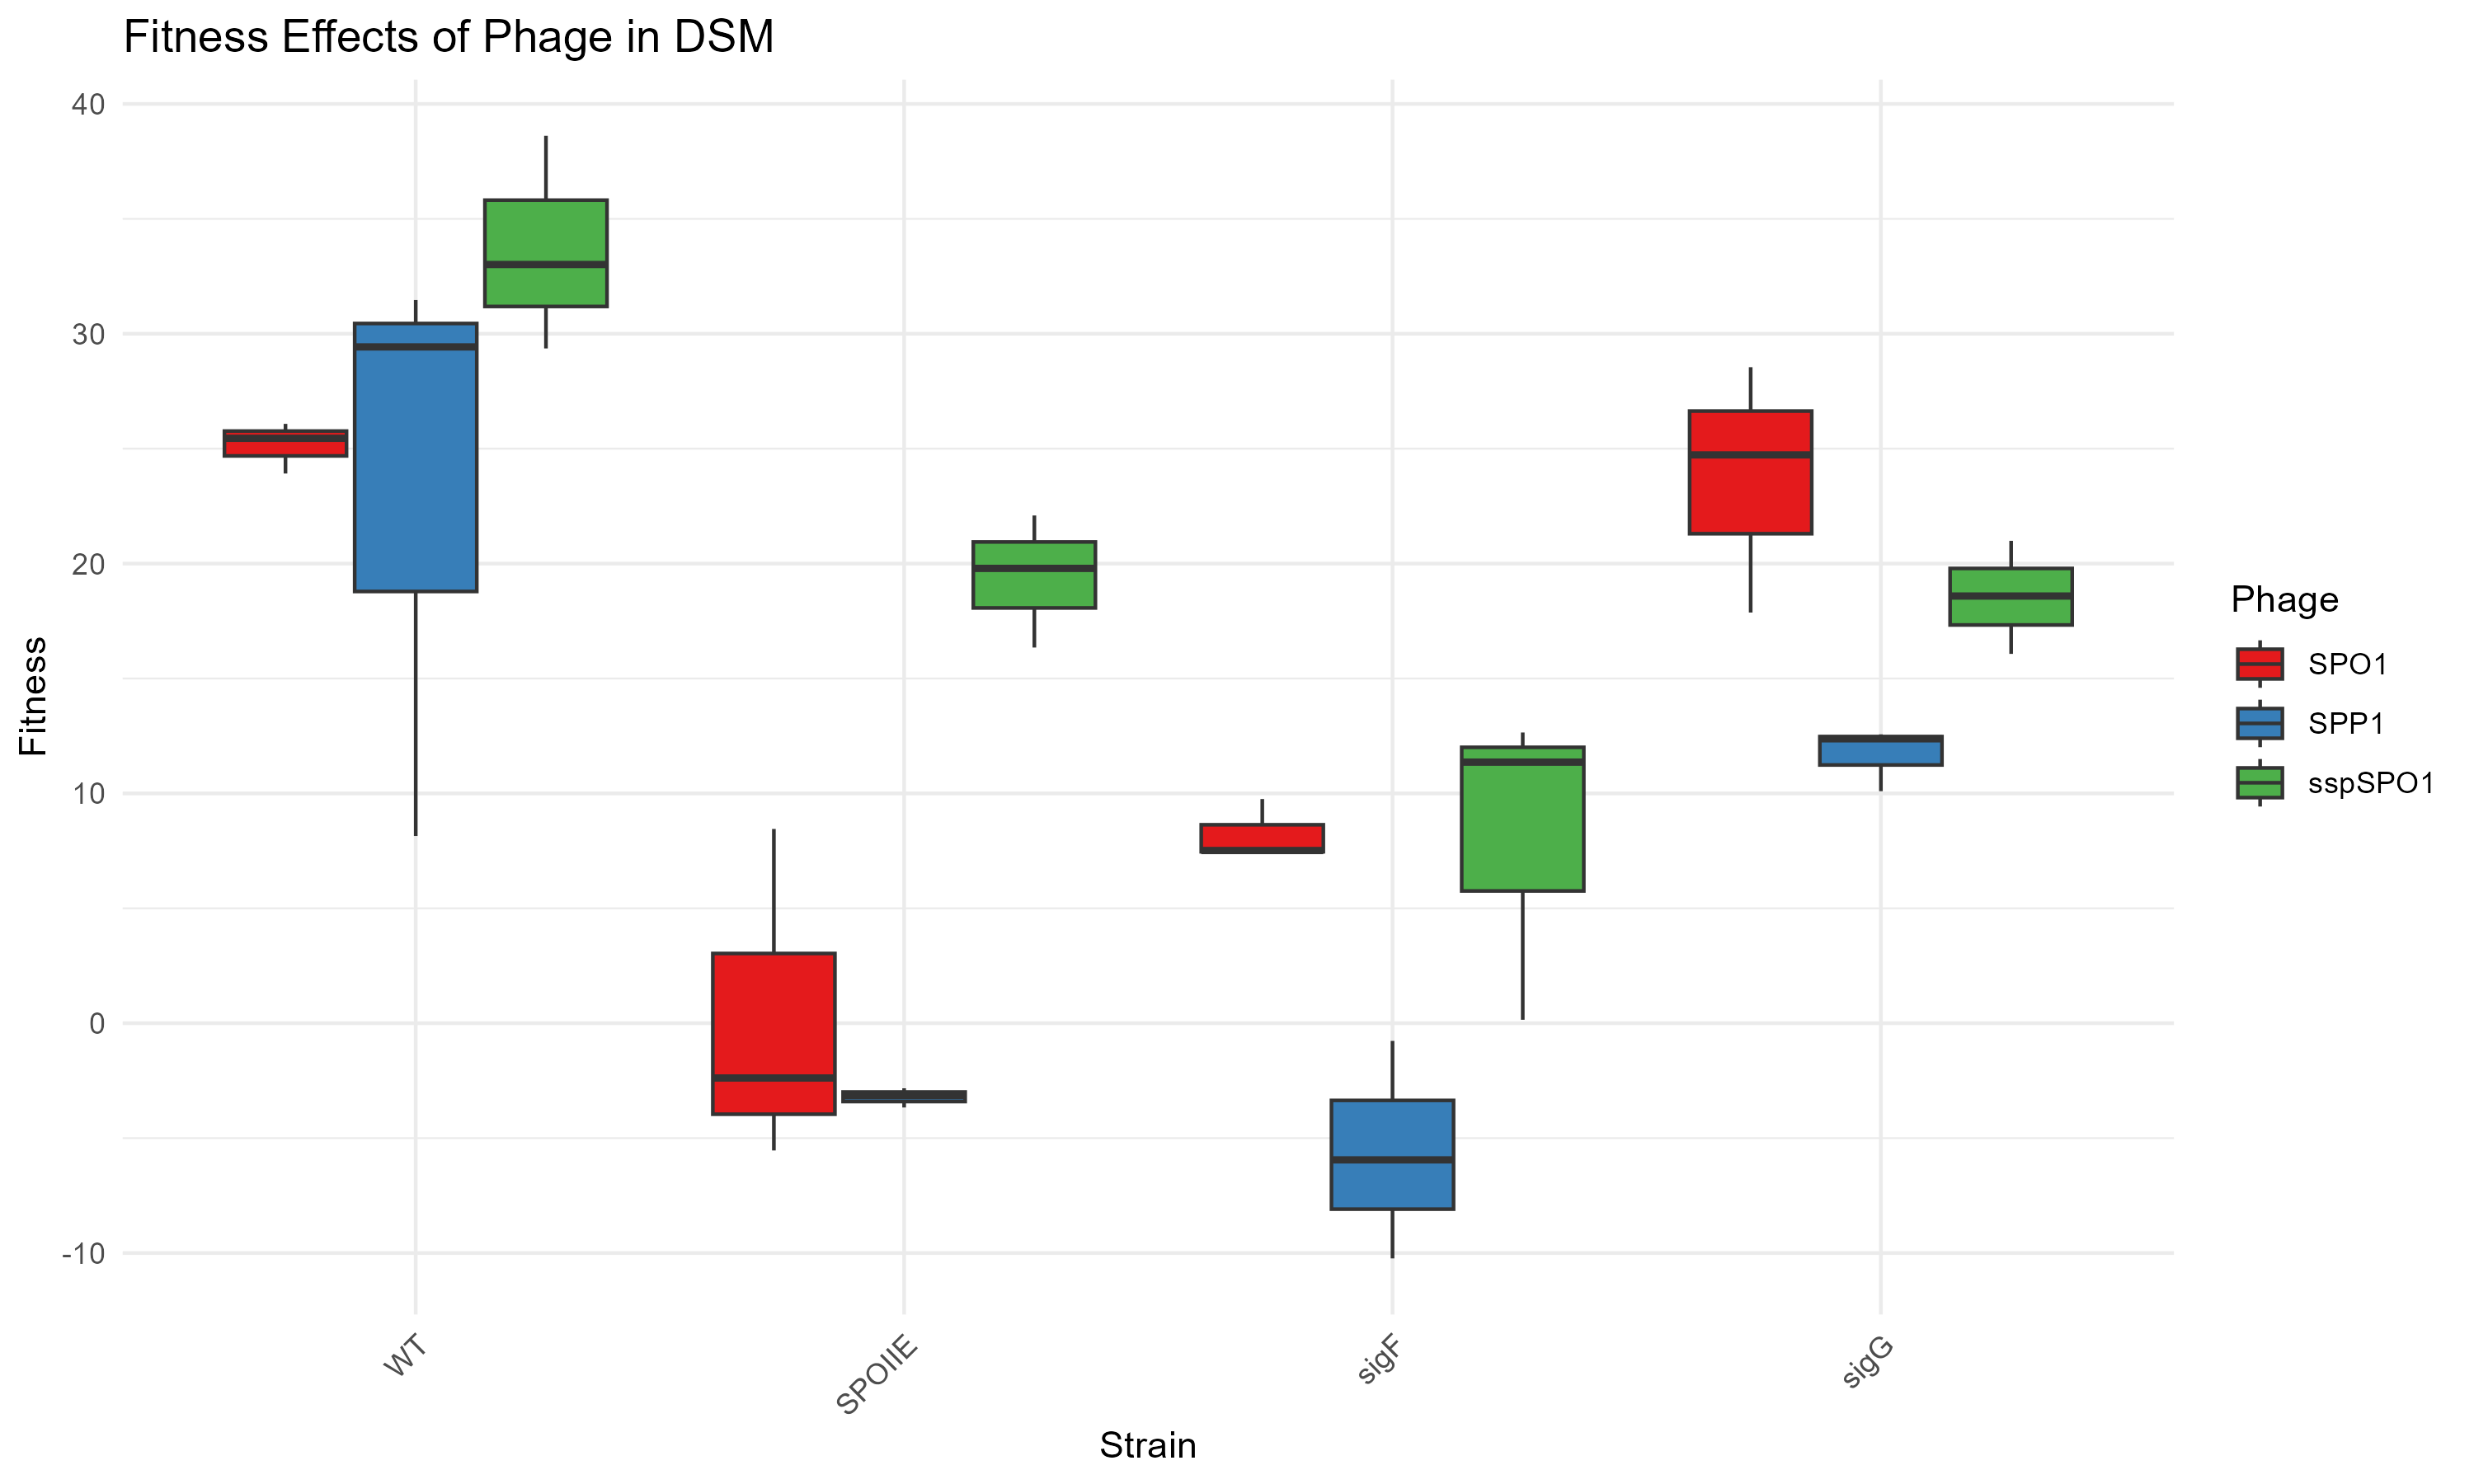 Fitness Effects of Phage in DSM
40
30
20
10
0
-10
Fitness
WT
SPOIIE
sigF
sigG
Strain
Phage
SPO1
SPP1
sspSPO1